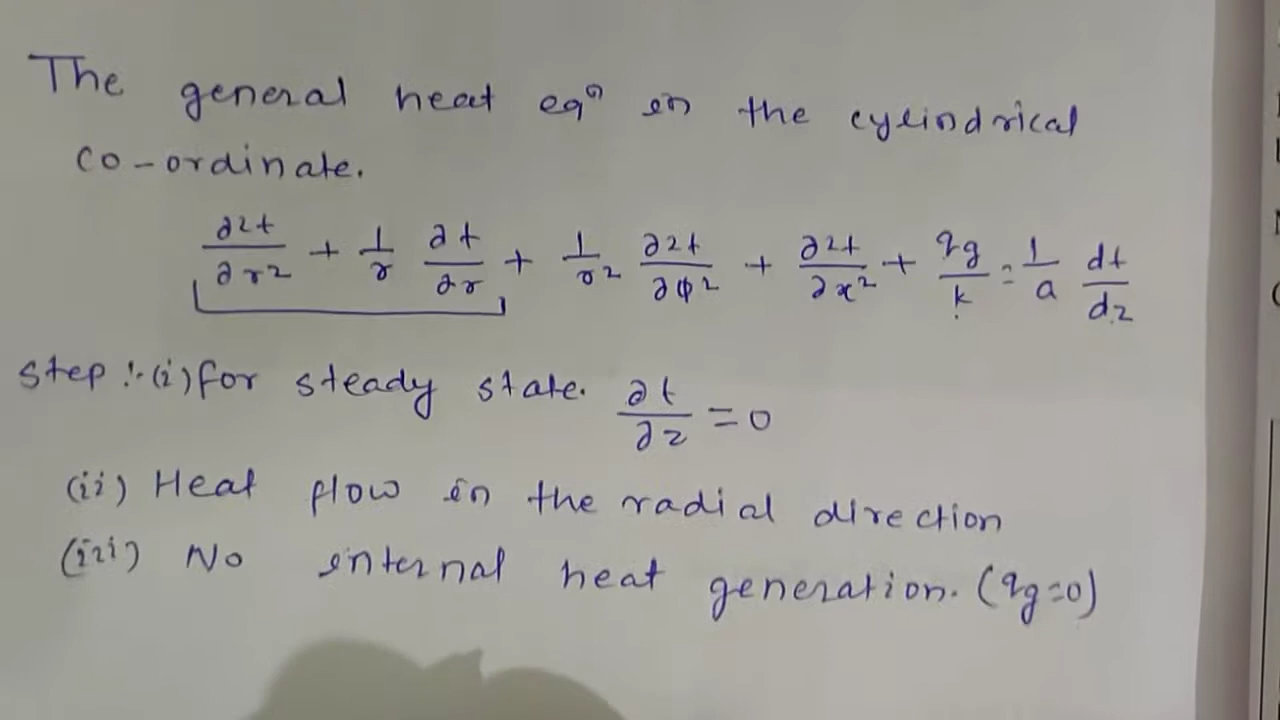 The general heat eqⁿ in the cylindrical
co-ordinate.
∂2t/∂r2 + 1/r ∂t/∂r + 1/r2 ∂2t/∂φ2 + ∂2t/∂x2 + qg/k = 1/a dt/dz
step :- (i) for steady state. ∂t/∂z = 0
(ii) Heat flow in the radial direction
(iii) No internal heat generation. (qg=0)